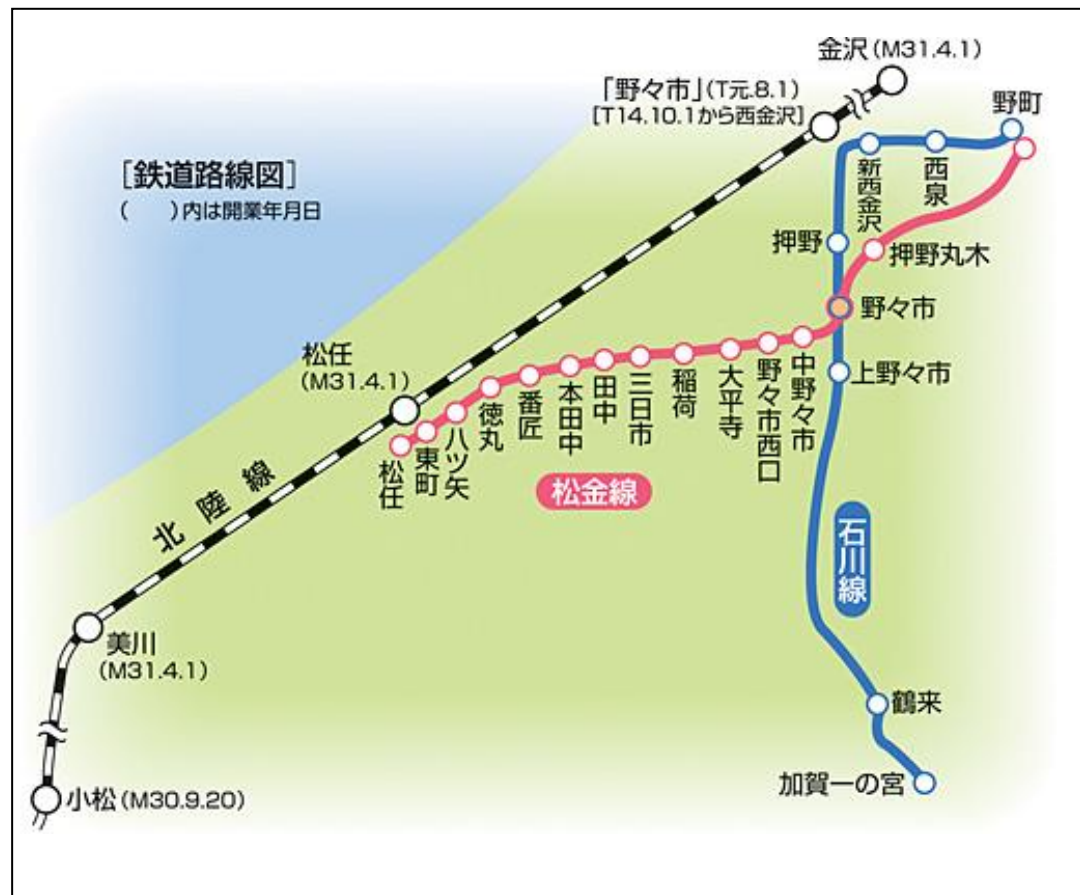 金沢(M31.4.1)
「野々市」(T元.8.1)
[T14.10.1から西金沢]
野町
[鉄道路線図]
(　　)内は開業年月日
新西金沢
西泉
押野
押野丸木
野々市
上野々市
松任
(M31.4.1)
松任
東町
八ツ矢
徳丸
番匠
本田中
田中
三日市
稲荷
大平寺
野々市西口
中野々市
松金線
北陸線
石川線
美川
(M31.4.1)
鶴来
加賀一の宮
小松(M30.9.20)